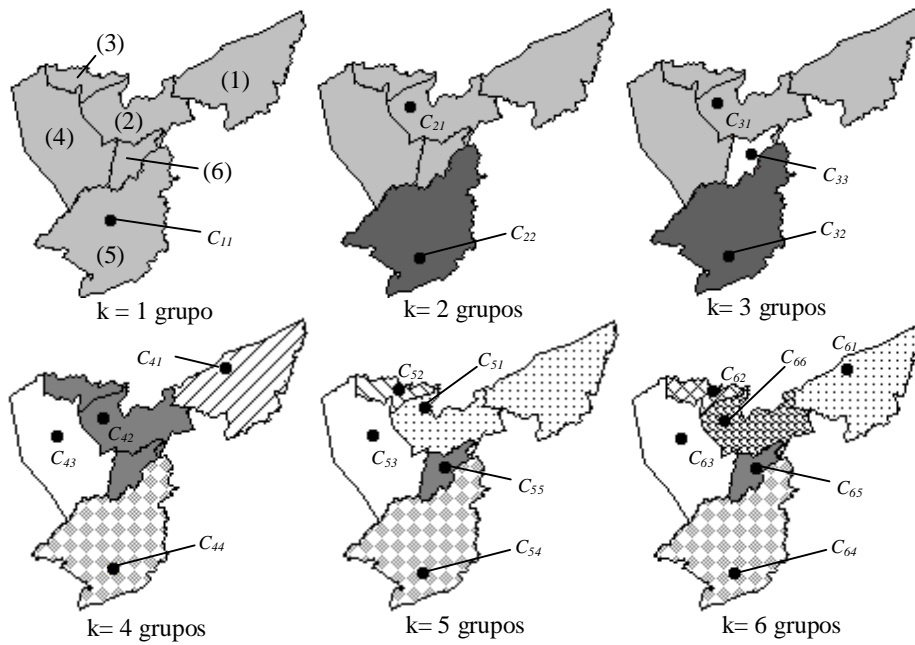 (3)
(1)
(2)
(4)
(6)
(5)
C11
k = 1 grupo
C21
C22
k= 2 grupos
C31
C33
C32
k= 3 grupos
C41
C42
C43
C44
k= 4 grupos
C52
C51
C53
C55
C54
k= 5 grupos
C61
C62
C66
C63
C65
C64
k= 6 grupos